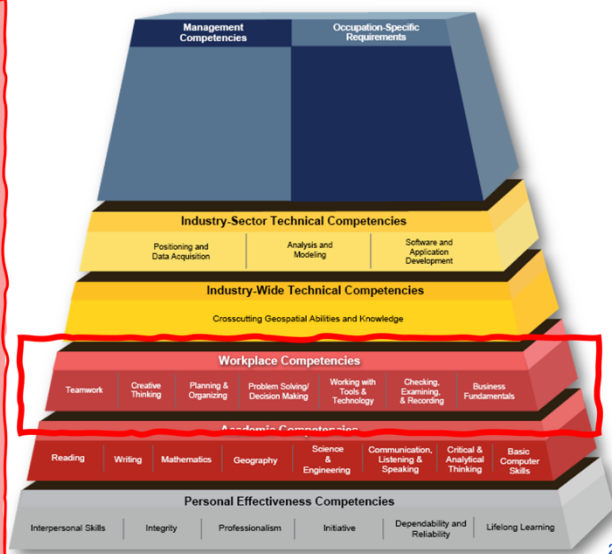 Management
Competencies
Occupation-Specific
Requirements
Industry-Sector Technical Competencies
Positioning and
Data Acquisition
Analysis and
Modeling
Software and
Application
Development
Industry-Wide Technical Competencies
Crosscutting Geospatial Abilities and Knowledge
Workplace Competencies
Teamwork
Creative
Thinking
Planning &
Organizing
Problem Solving/
Decision Making
Working with
Tools &
Technology
Checking,
Examining,
& Recording
Business
Fundamentals
Academic Competencies
Reading
Writing
Mathematics
Geography
Science
&
Engineering
Communication,
Listening &
Speaking
Critical &
Analytical
Thinking
Basic
Computer
Skills
Personal Effectiveness Competencies
Interpersonal Skills
Integrity
Professionalism
Initiative
Dependability and
Reliability
Lifelong Learning